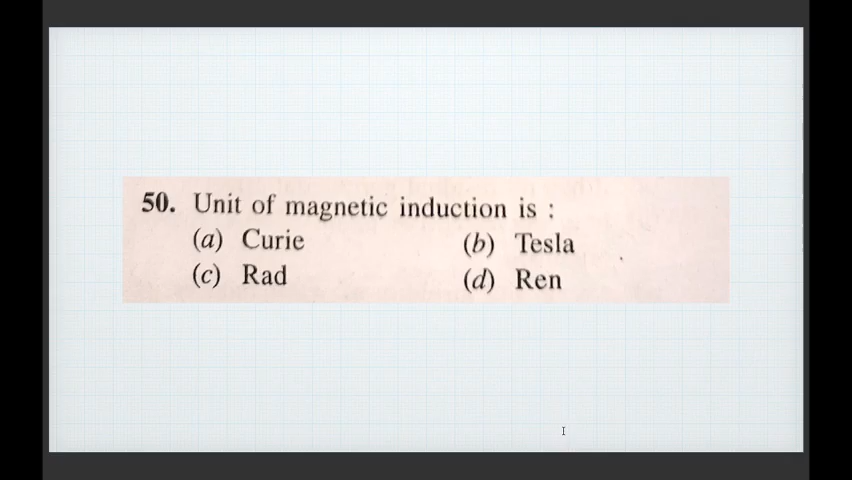 50. Unit of magnetic induction is :
(a) Curie (b) Tesla
(c) Rad (d) Ren